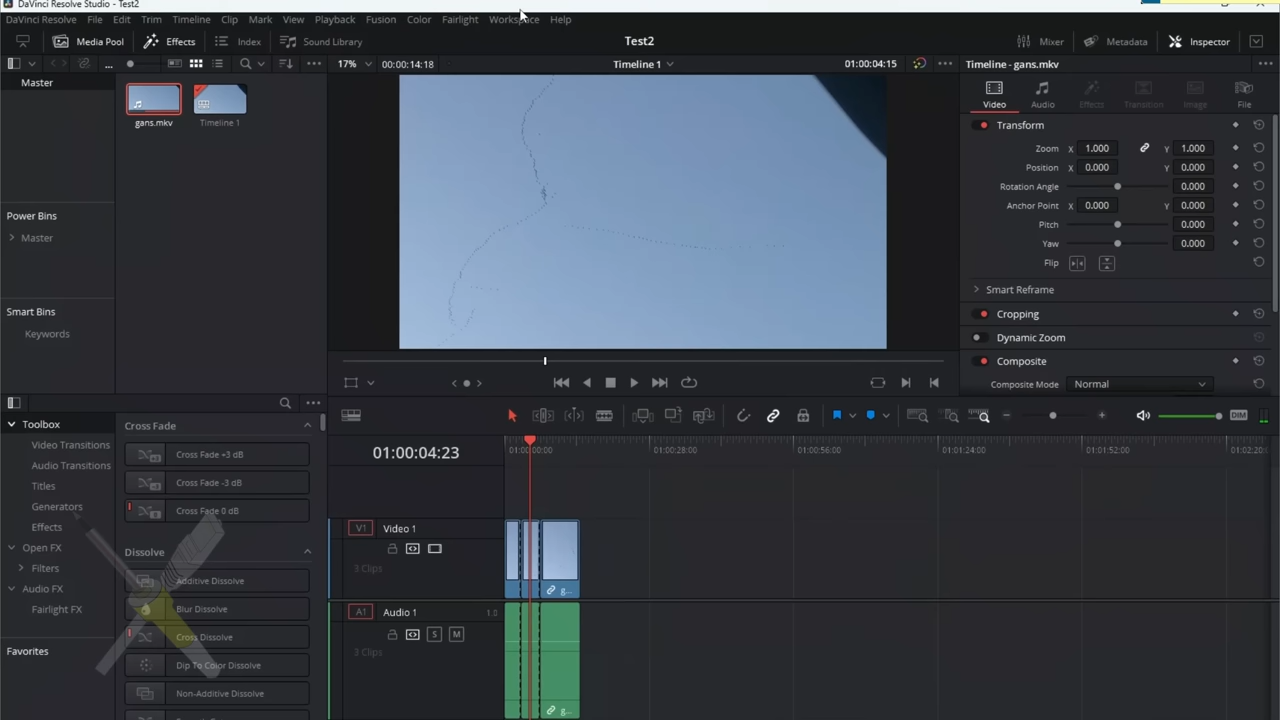 DaVinci Resolve Studio - Test2
DaVinci Resolve File Edit Trim Timeline Clip Mark View Playback Fusion Color Fairlight Workspace Help
Media Pool Effects Index Sound Library Test2 Mixer Metadata Inspector
... 17% 00:00:14:18 Timeline 1 01:00:04:15 Timeline - gans.mkv
Master
gans.mkv Timeline 1
Video Audio Effects Transition Image File
Transform
Zoom X 1.000 Y 1.000
Position X 0.000 Y 0.000
Rotation Angle 0.000
Anchor Point X 0.000 Y 0.000
Pitch 0.000
Yaw 0.000
Flip
Smart Reframe
Cropping
Dynamic Zoom
Composite
Composite Mode Normal
Power Bins
Master
Smart Bins
Keywords
Toolbox
Video Transitions
Audio Transitions
Titles
Generators
Effects
Open FX
Filters
Audio FX
Fairlight FX
Favorites
Cross Fade
Cross Fade +3 dB
Cross Fade -3 dB
Cross Fade 0 dB
Dissolve
Additive Dissolve
Blur Dissolve
Cross Dissolve
Dip To Color Dissolve
Non-Additive Dissolve
DIM
01:00:04:23
01:00:00:00 01:00:28:00 01:00:56:00 01:01:24:00 01:01:52:00 01:02:20:
V1 Video 1
3 Clips
g...
A1 Audio 1 1.0
S M
3 Clips
g...